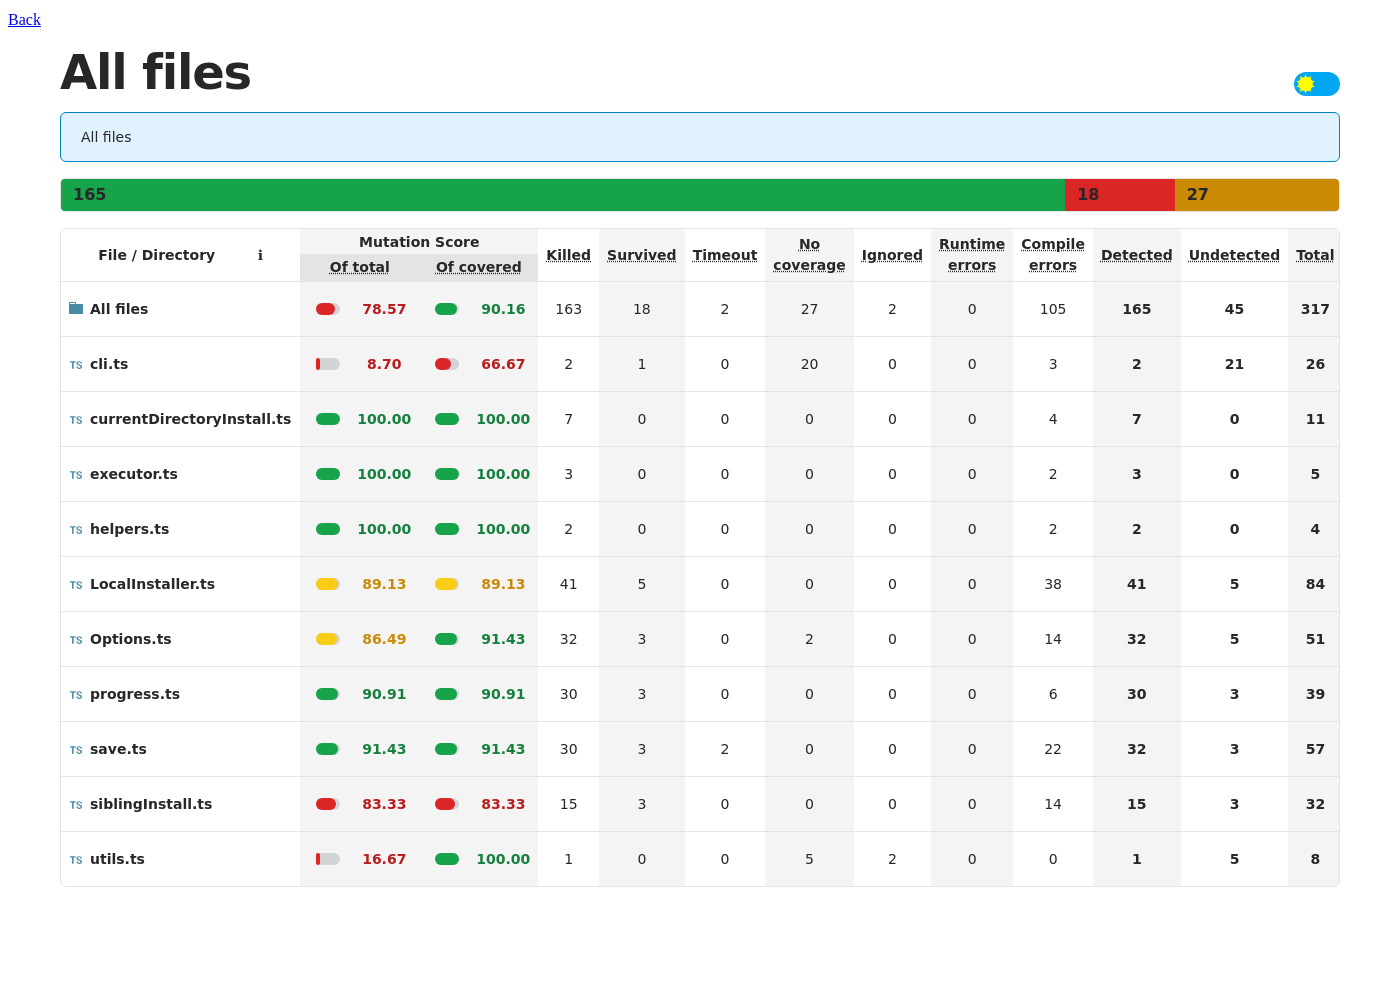 Back
All files
All files
165 18 27
File / Directory ℹ Mutation Score Of total Of covered Killed Survived Timeout No coverage Ignored Runtime errors Compile errors Detected Undetected Total
All files 78.57 90.16 163 18 2 27 2 0 105 165 45 317
TS cli.ts 8.70 66.67 2 1 0 20 0 0 3 2 21 26
TS currentDirectoryInstall.ts 100.00 100.00 7 0 0 0 0 0 4 7 0 11
TS executor.ts 100.00 100.00 3 0 0 0 0 0 2 3 0 5
TS helpers.ts 100.00 100.00 2 0 0 0 0 0 2 2 0 4
TS LocalInstaller.ts 89.13 89.13 41 5 0 0 0 0 38 41 5 84
TS Options.ts 86.49 91.43 32 3 0 2 0 0 14 32 5 51
TS progress.ts 90.91 90.91 30 3 0 0 0 0 6 30 3 39
TS save.ts 91.43 91.43 30 3 2 0 0 0 22 32 3 57
TS siblingInstall.ts 83.33 83.33 15 3 0 0 0 0 14 15 3 32
TS utils.ts 16.67 100.00 1 0 0 5 2 0 0 1 5 8